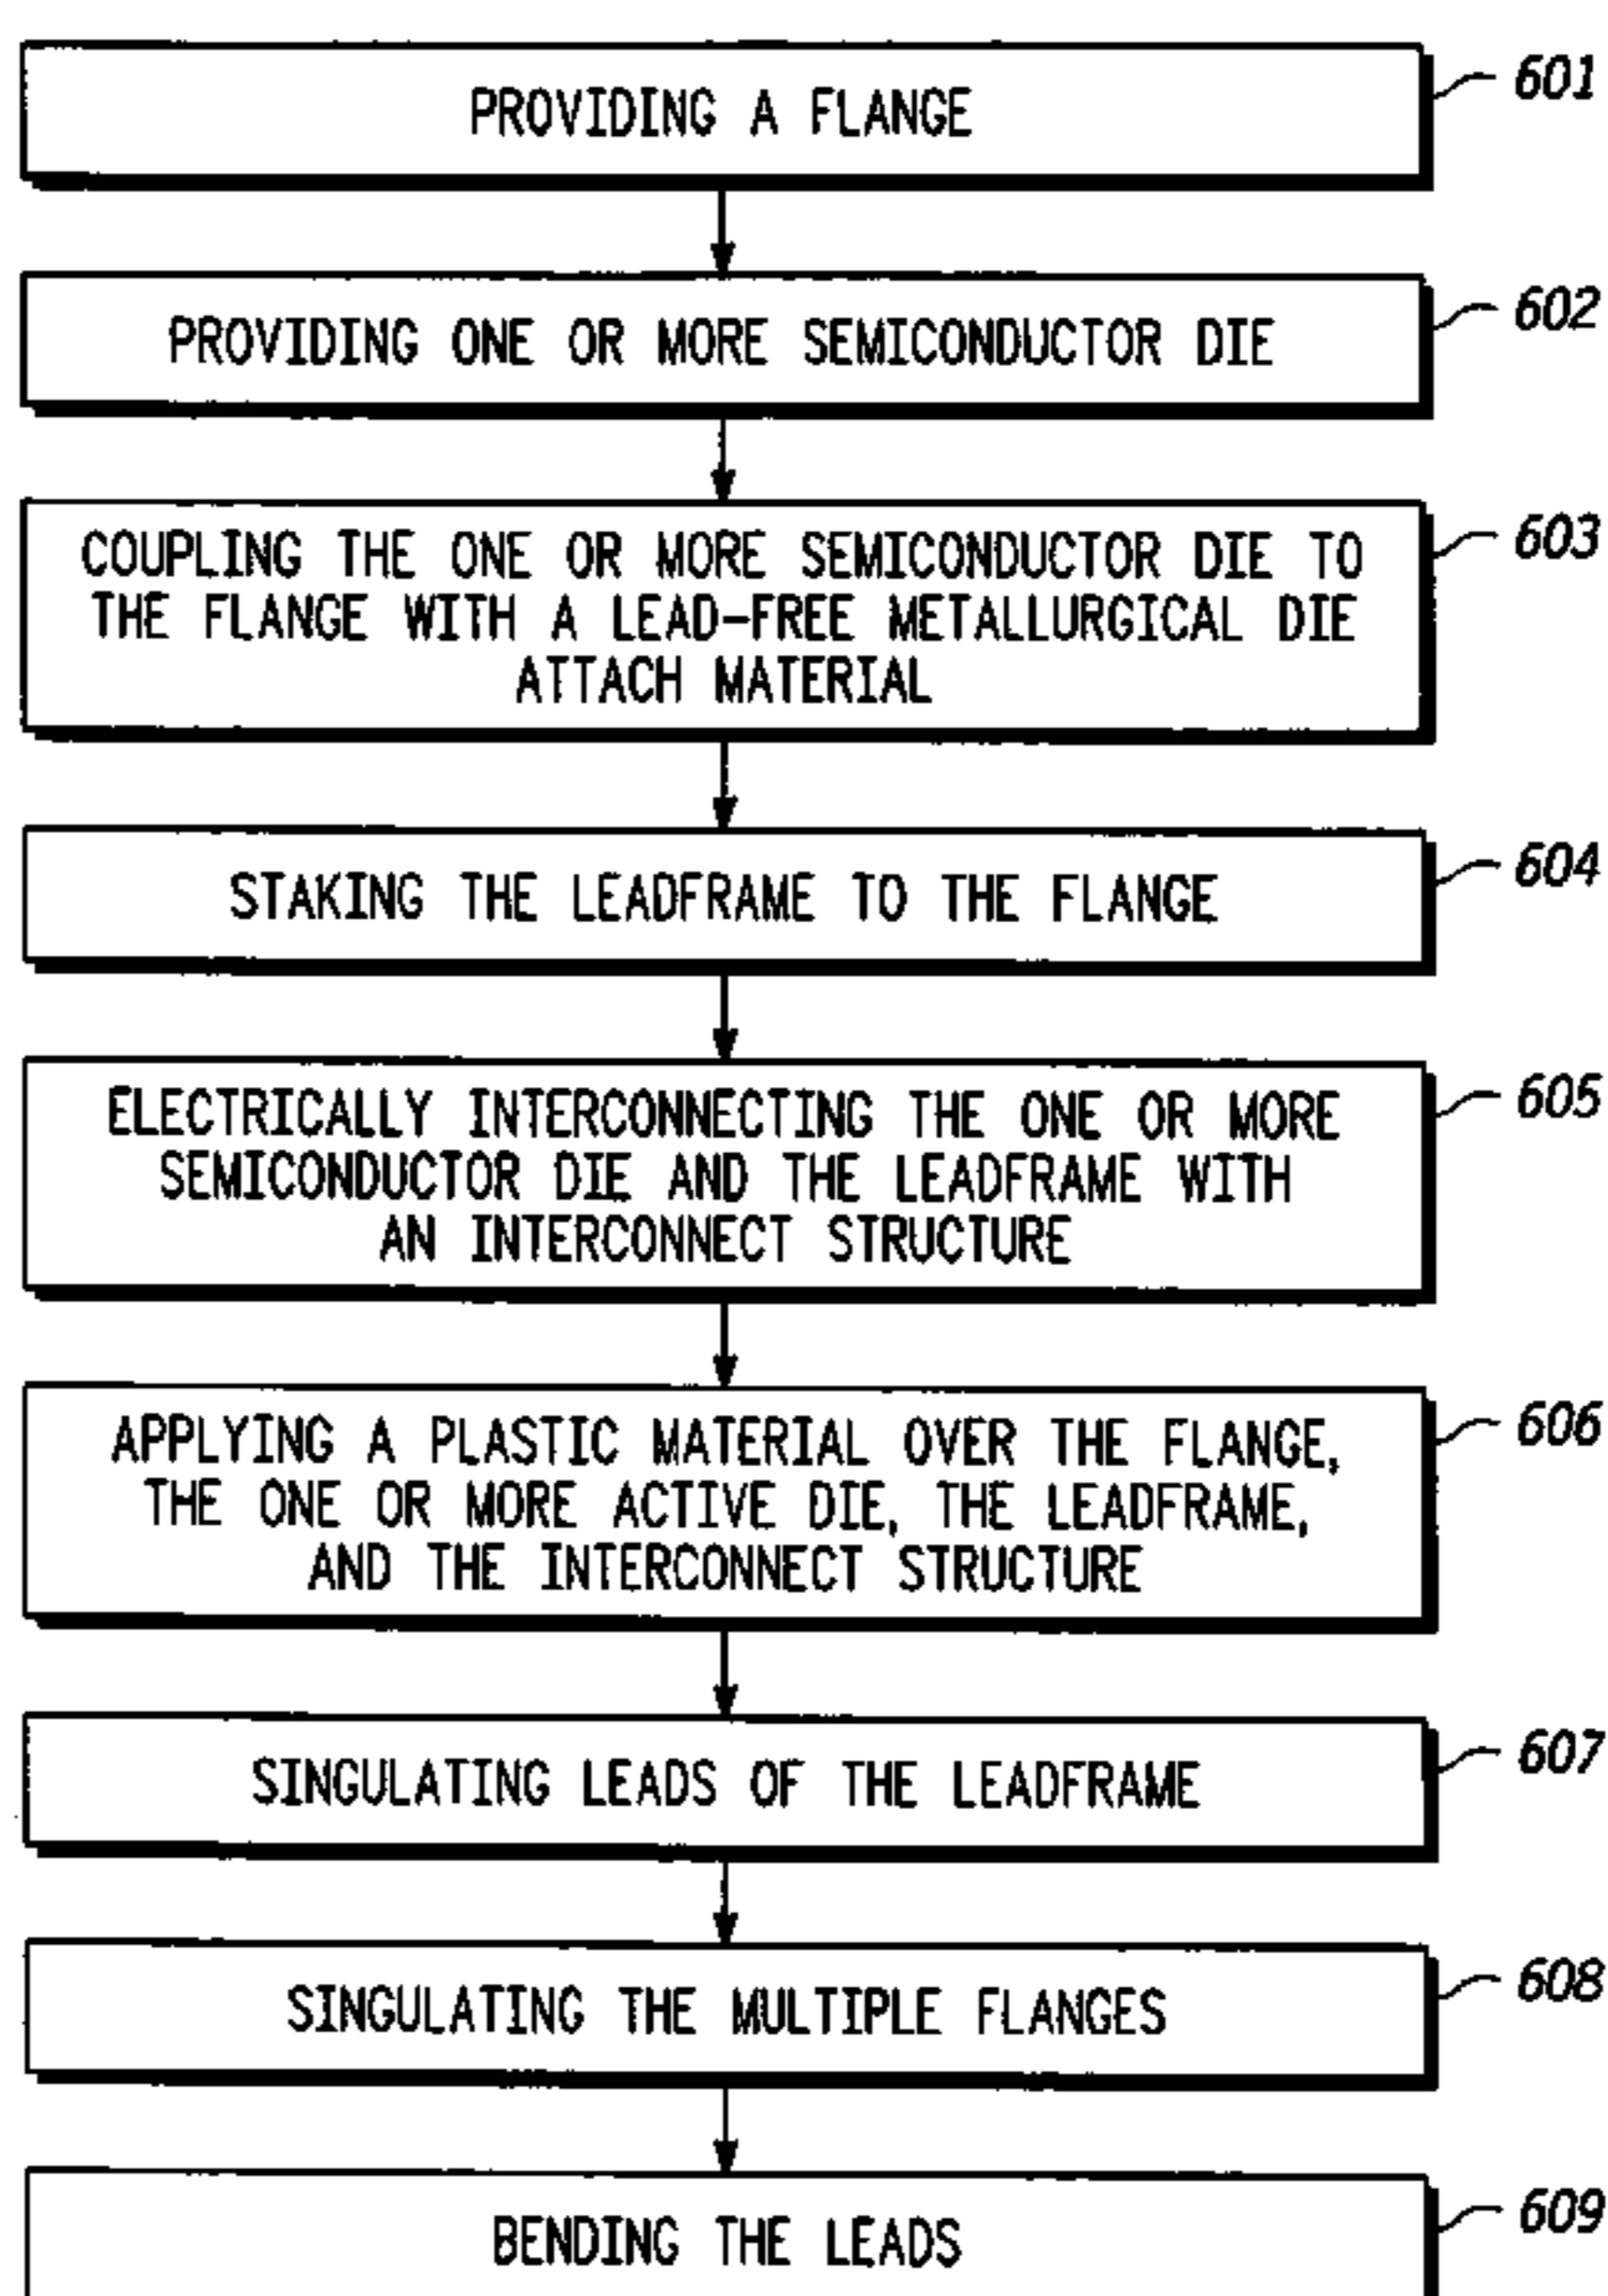 PROVIDING A FLANGE
601
PROVIDING ONE OR MORE SEMICONDUCTOR DIE
602
COUPLING THE ONE OR MORE SEMICONDUCTOR DIE TO
THE FLANGE WITH A LEAD-FREE METALLURGICAL DIE
ATTACH MATERIAL
603
STAKING THE LEADFRAME TO THE FLANGE
604
ELECTRICALLY INTERCONNECTING THE ONE OR MORE
SEMICONDUCTOR DIE AND THE LEADFRAME WITH
AN INTERCONNECT STRUCTURE
605
APPLYING A PLASTIC MATERIAL OVER THE FLANGE,
THE ONE OR MORE ACTIVE DIE, THE LEADFRAME,
AND THE INTERCONNECT STRUCTURE
606
SINGULATING LEADS OF THE LEADFRAME
607
SINGULATING THE MULTIPLE FLANGES
608
BENDING THE LEADS
609